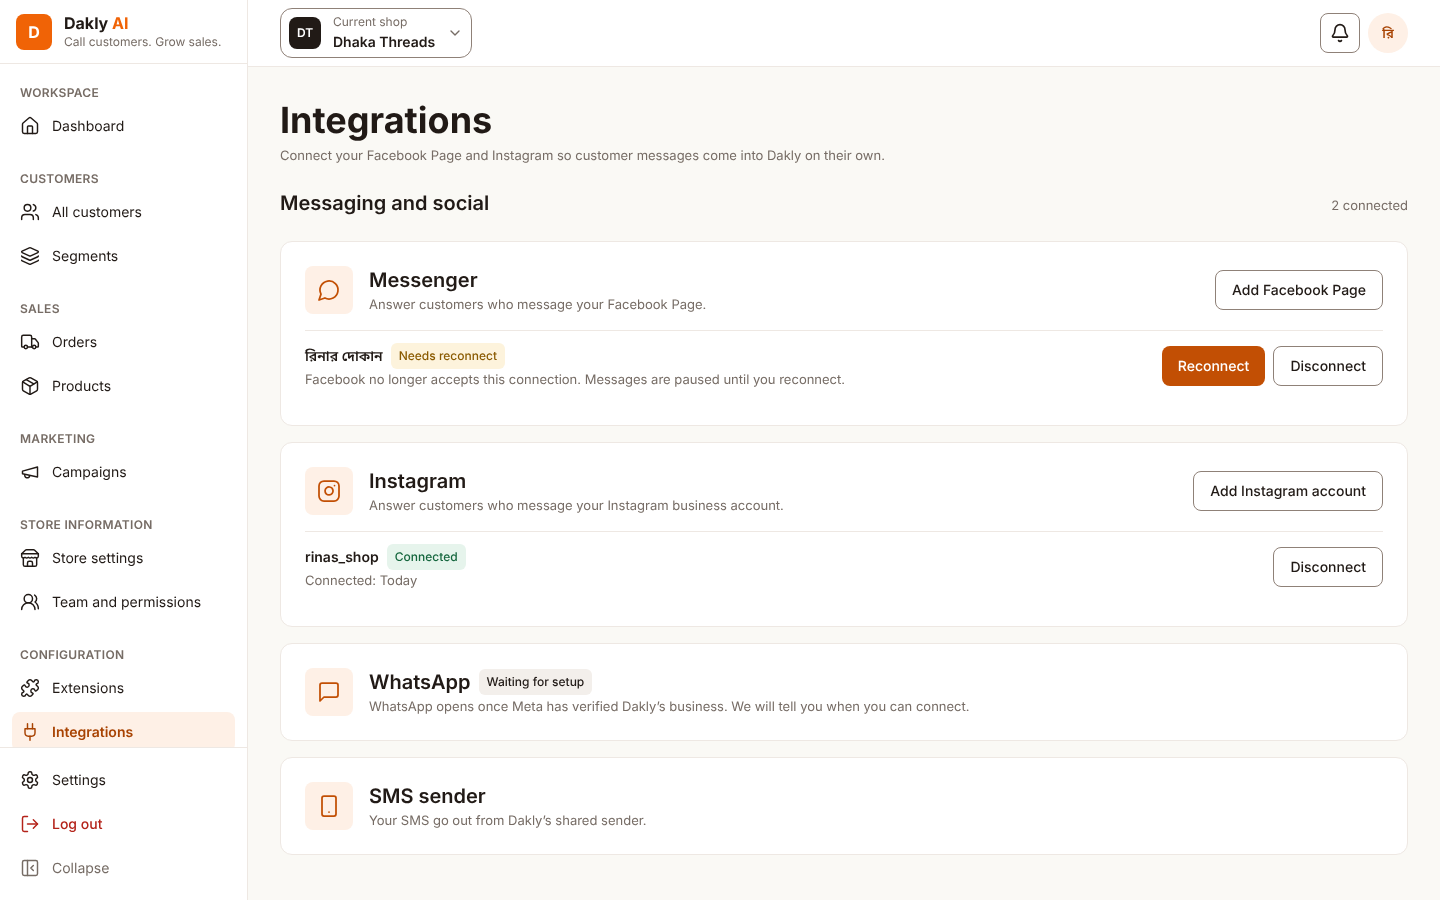 D
Dakly AI
Call customers. Grow sales.
WORKSPACE
Dashboard
CUSTOMERS
All customers
Segments
SALES
Orders
Products
MARKETING
Campaigns
STORE INFORMATION
Store settings
Team and permissions
CONFIGURATION
Extensions
Integrations
Settings
Log out
Collapse
DT
Current shop
Dhaka Threads
রি
Integrations
Connect your Facebook Page and Instagram so customer messages come into Dakly on their own.
Messaging and social
2 connected
Messenger
Answer customers who message your Facebook Page.
Add Facebook Page
রিনার দোকান Needs reconnect
Facebook no longer accepts this connection. Messages are paused until you reconnect.
Reconnect Disconnect
Instagram
Answer customers who message your Instagram business account.
Add Instagram account
rinas_shop Connected
Connected: Today
Disconnect
WhatsApp Waiting for setup
WhatsApp opens once Meta has verified Dakly’s business. We will tell you when you can connect.
SMS sender
Your SMS go out from Dakly’s shared sender.